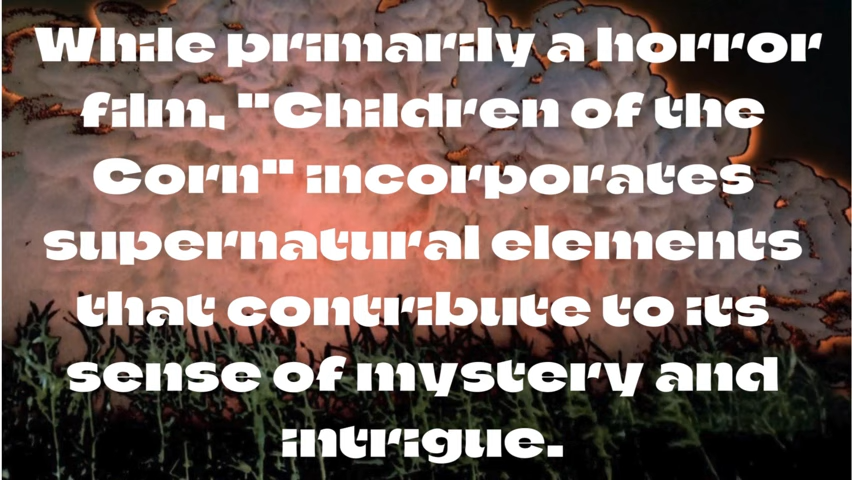 While primarily a horror
film, "Children of the
Corn" incorporates
supernatural elements
that contribute to its
sense of mystery and
intrigue.